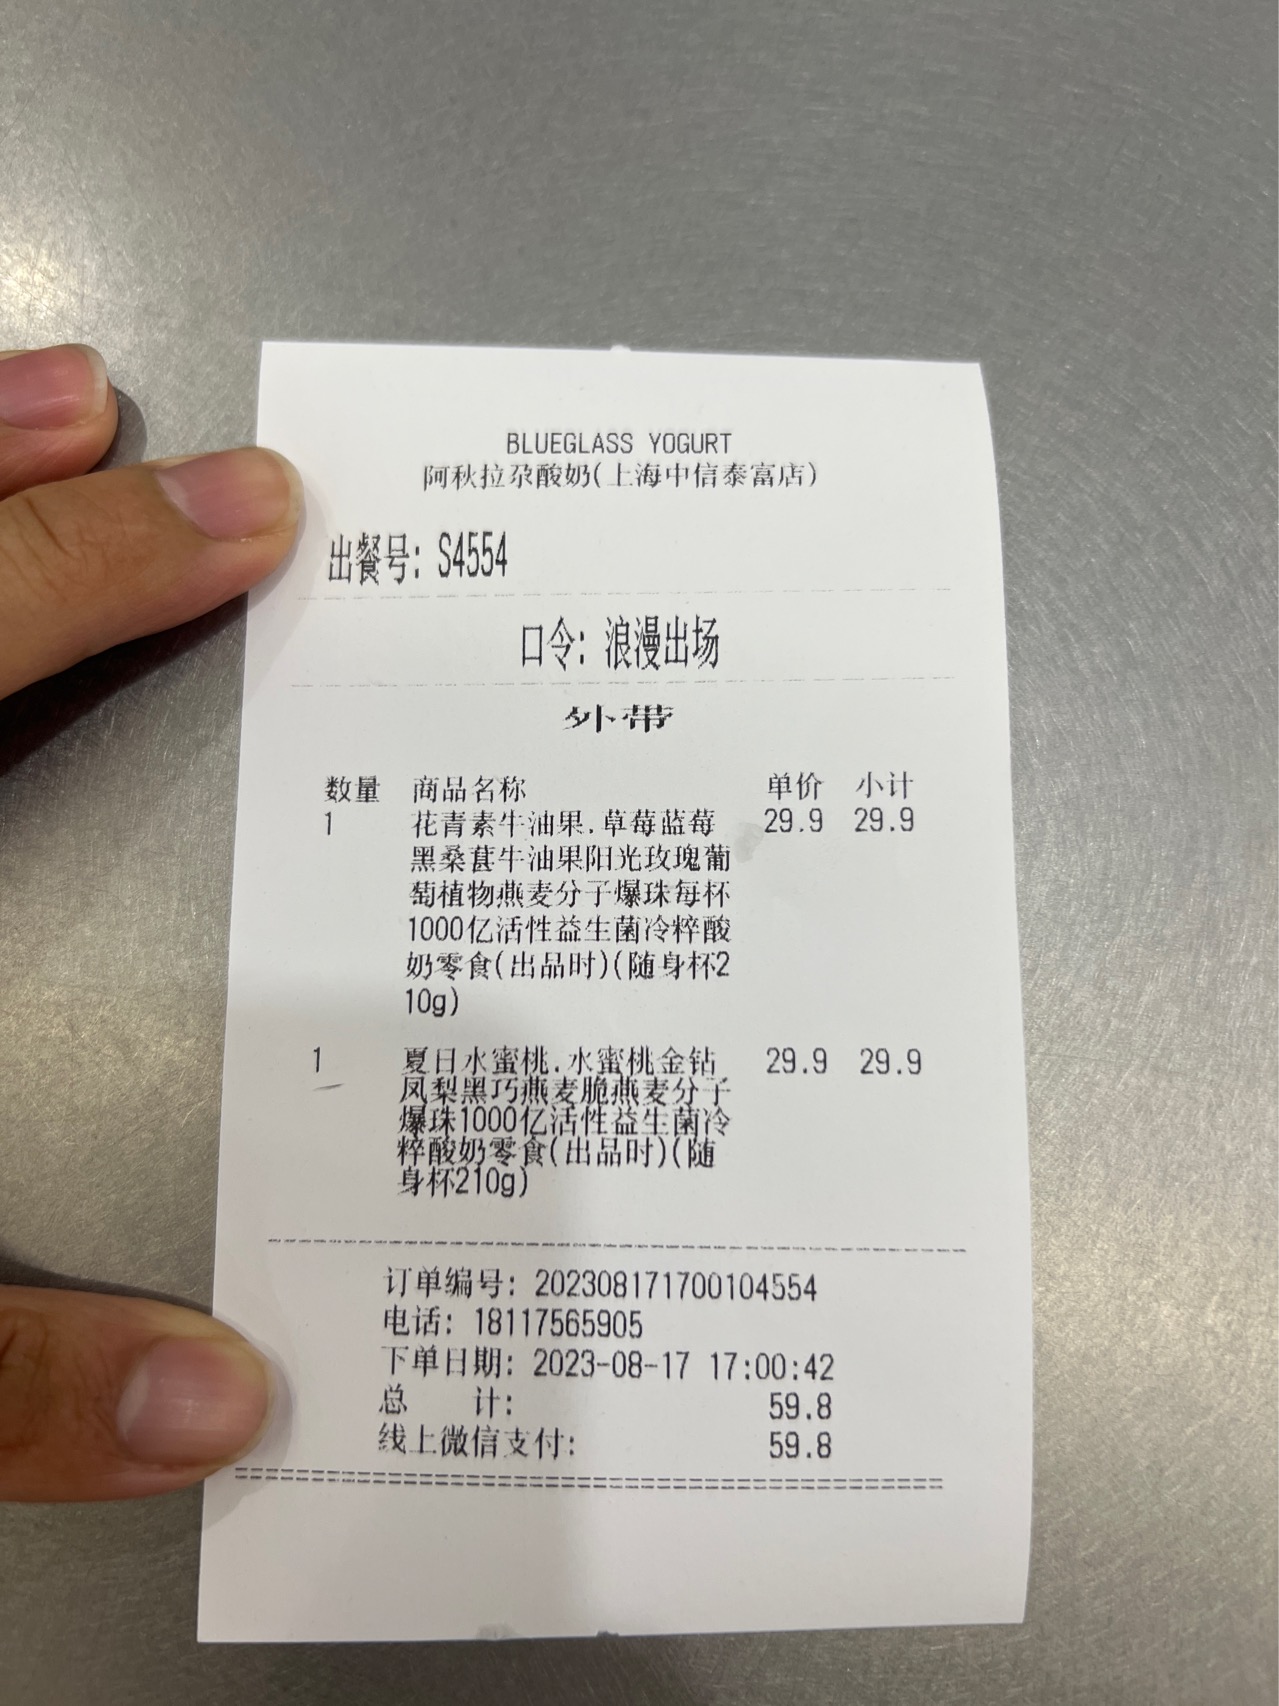 BLUEGLASS YOGURT
阿秋拉尕酸奶(上海中信泰富店)
出餐号: S4554
口令: 浪漫出场
外带
数量 商品名称 单价 小计
1 花青素牛油果.草莓蓝莓 29.9 29.9
黑桑葚牛油果阳光玫瑰葡
萄植物燕麦分子爆珠每杯
1000亿活性益生菌冷粹酸
奶零食(出品时)(随身杯2
10g)
1 夏日水蜜桃.水蜜桃金钻 29.9 29.9
凤梨黑巧燕麦脆燕麦分子
爆珠1000亿活性益生菌冷
粹酸奶零食(出品时)(随
身杯210g)
订单编号: 202308171700104554
电话: 18117565905
下单日期: 2023-08-17 17:00:42
总 计: 59.8
线上微信支付: 59.8